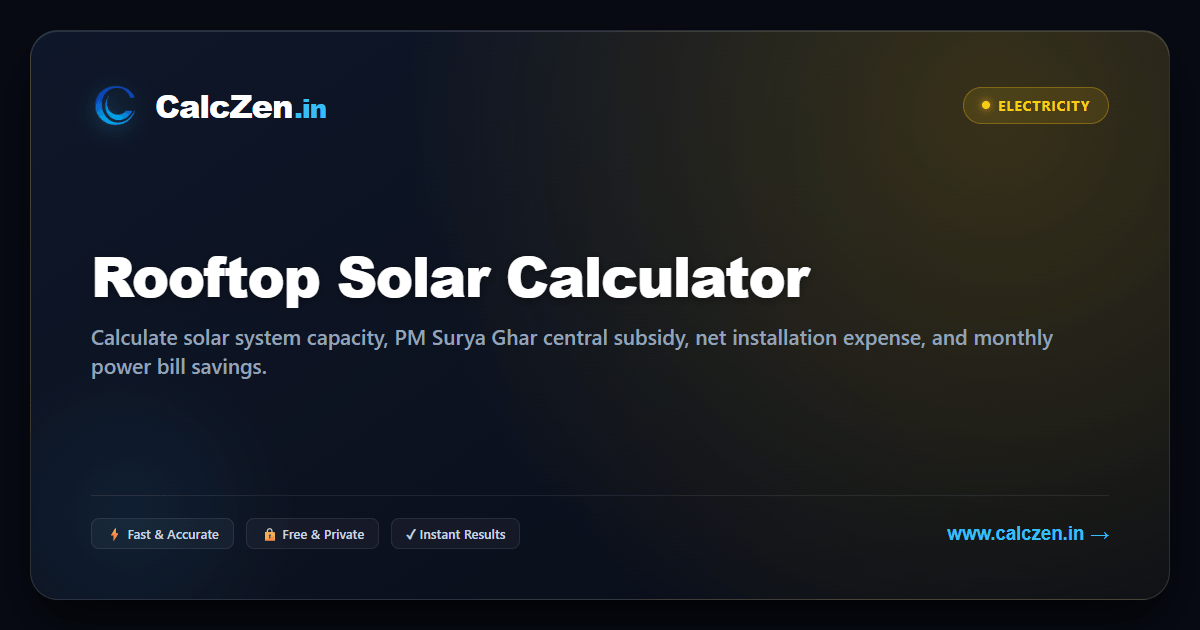 CalcZen.in
ELECTRICITY
Rooftop Solar Calculator
Calculate solar system capacity, PM Surya Ghar central subsidy, net installation expense, and monthly
power bill savings.
Fast & Accurate
Free & Private
✓ Instant Results
www.calczen.in →